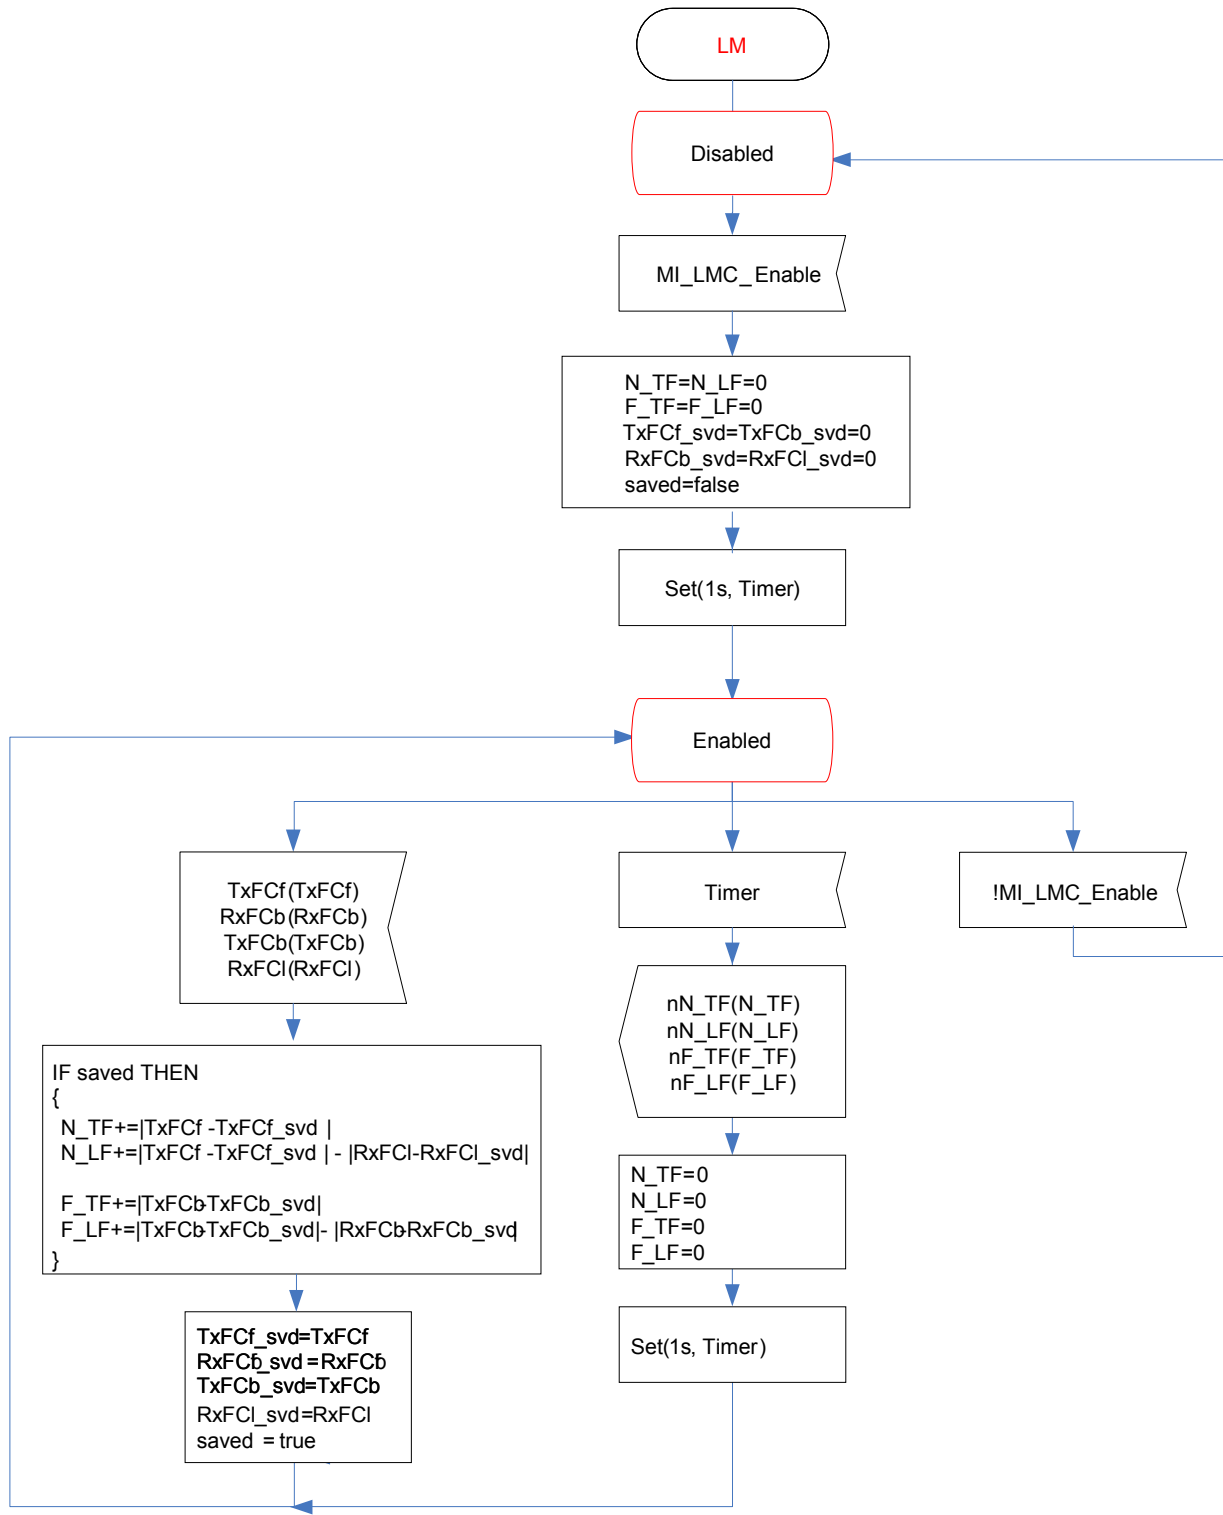 LM
Disabled
MI_LMC_Enable
N_TF=N_LF=0
F_TF=F_LF=0
TxFCf_svd=TxFCb_svd=0
RxFCb_svd=RxFCl_svd=0
saved=false
Set(1s, Timer)
Enabled
TxFCf(TxFCf)
RxFCb(RxFCb)
TxFCb(TxFCb)
RxFCl(RxFCl)
Timer
!MI_LMC_Enable
nN_TF(N_TF)
nN_LF(N_LF)
nF_TF(F_TF)
nF_LF(F_LF)
IF saved THEN
{
N_TF+=|TxFCf -TxFCf_svd |
N_LF+=|TxFCf -TxFCf_svd | - |RxFCl-RxFCl_svd|
F_TF+=|TxFCb-TxFCb_svd|
F_LF+=|TxFCb-TxFCb_svd|- |RxFCb-RxFCb_svd|
}
N_TF=0
N_LF=0
F_TF=0
F_LF=0
Set(1s, Timer)
TxFCf_svd=TxFCf
RxFCb_svd =RxFCb
TxFCb_svd=TxFCb
RxFCl_svd=RxFCl
saved = true